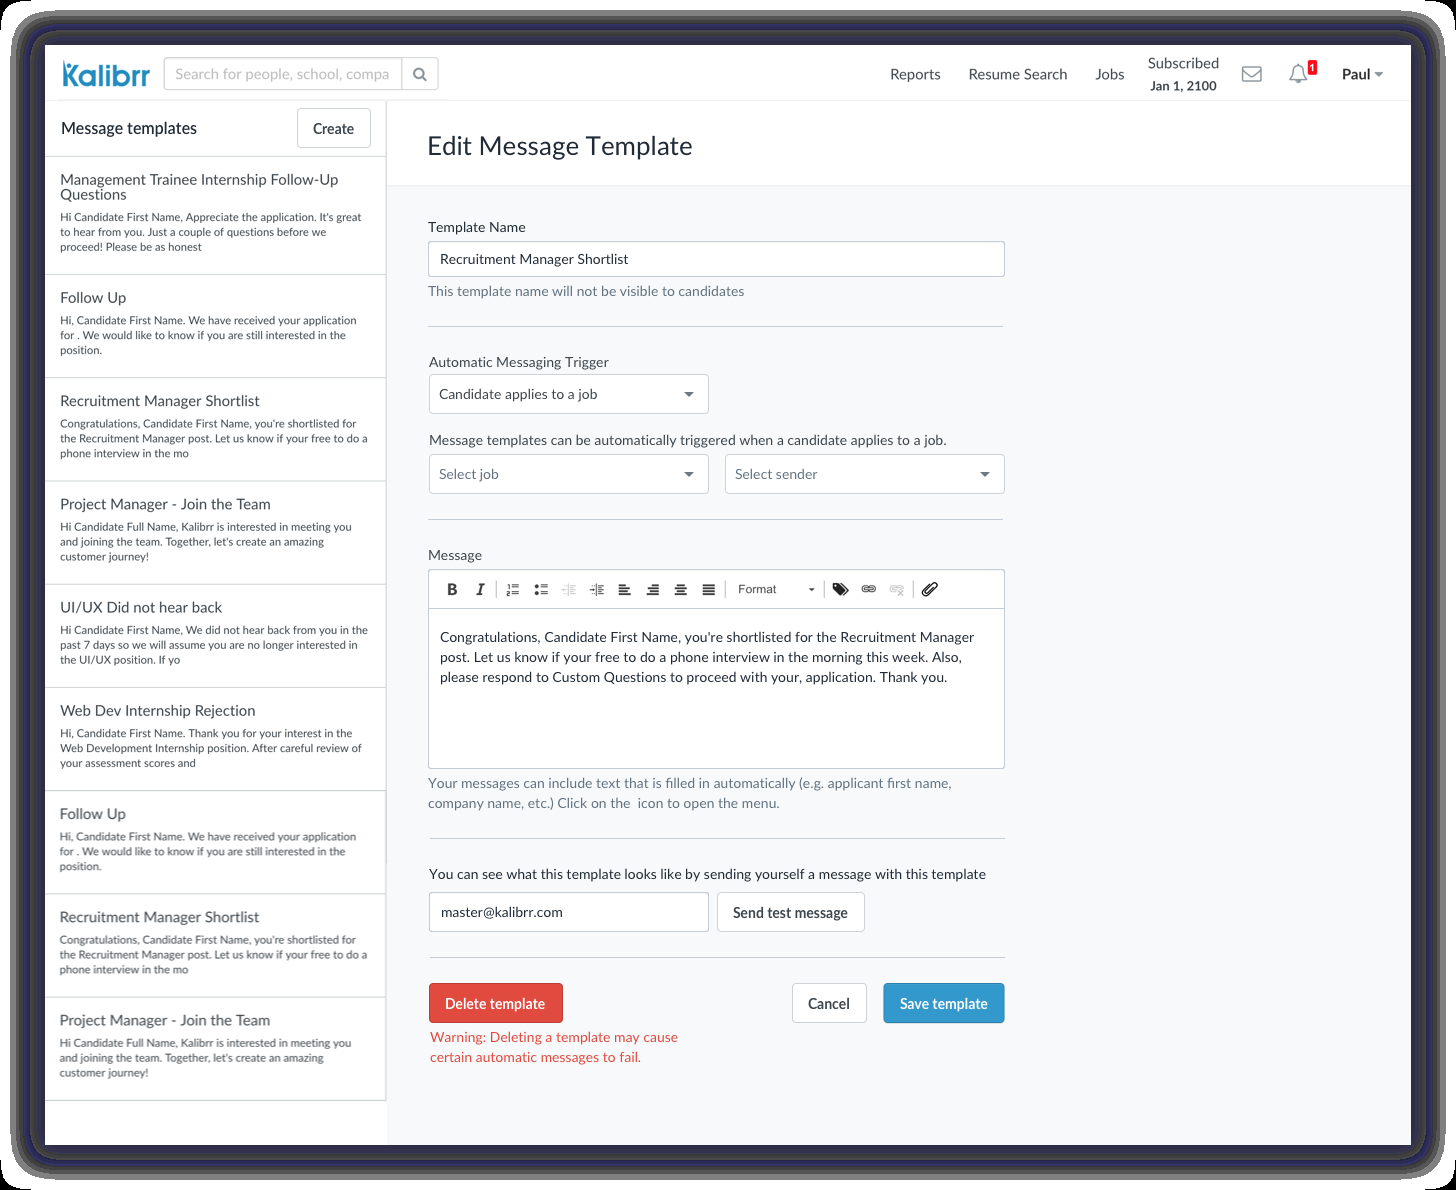 Kalibrr
Search for people, school, compa
Reports
Resume Search
Jobs
Subscribed
Jan 1, 2100
1
Paul
Message templates
Create
Management Trainee Internship Follow-Up
Questions
Hi Candidate First Name, Appreciate the application. It's great
to hear from you. Just a couple of questions before we
proceed! Please be as honest
Follow Up
Hi, Candidate First Name. We have received your application
for . We would like to know if you are still interested in the
position.
Recruitment Manager Shortlist
Congratulations, Candidate First Name, you're shortlisted for
the Recruitment Manager post. Let us know if your free to do a
phone interview in the mo
Project Manager - Join the Team
Hi Candidate Full Name, Kalibrr is interested in meeting you
and joining the team. Together, let's create an amazing
customer journey!
UI/UX Did not hear back
Hi Candidate First Name, We did not hear back from you in the
past 7 days so we will assume you are no longer interested in
the UI/UX position. If yo
Web Dev Internship Rejection
Hi, Candidate First Name. Thank you for your interest in the
Web Development Internship position. After careful review of
your assessment scores and
Follow Up
Hi, Candidate First Name. We have received your application
for . We would like to know if you are still interested in the
position.
Recruitment Manager Shortlist
Congratulations, Candidate First Name, you're shortlisted for
the Recruitment Manager post. Let us know if your free to do a
phone interview in the mo
Project Manager - Join the Team
Hi Candidate Full Name, Kalibrr is interested in meeting you
and joining the team. Together, let's create an amazing
customer journey!
Edit Message Template
Template Name
Recruitment Manager Shortlist
This template name will not be visible to candidates
Automatic Messaging Trigger
Candidate applies to a job
Message templates can be automatically triggered when a candidate applies to a job.
Select job
Select sender
Message
B I Format
Congratulations, Candidate First Name, you're shortlisted for the Recruitment Manager
post. Let us know if your free to do a phone interview in the morning this week. Also,
please respond to Custom Questions to proceed with your, application. Thank you.
Your messages can include text that is filled in automatically (e.g. applicant first name,
company name, etc.) Click on the  icon to open the menu.
You can see what this template looks like by sending yourself a message with this template
master@kalibrr.com
Send test message
Delete template
Cancel
Save template
Warning: Deleting a template may cause
certain automatic messages to fail.